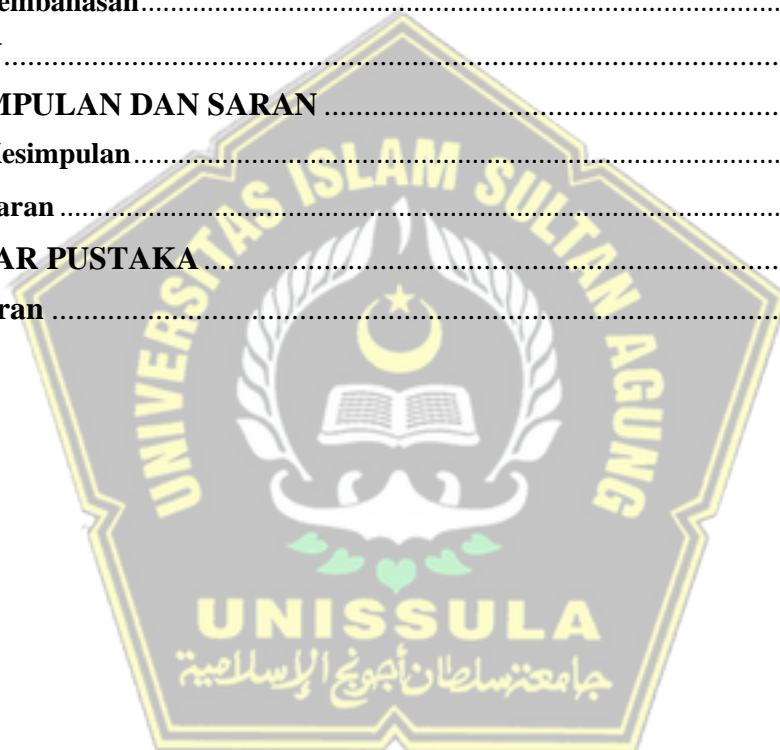 embahasan
MPULAN DAN SARAN
esimpulan
aran
AR PUSTAKA
ran
UNIVERSITAS ISLAM SULTAN AGUNG
UNISSULA
جامعة سلطان أجونج الإسلامية